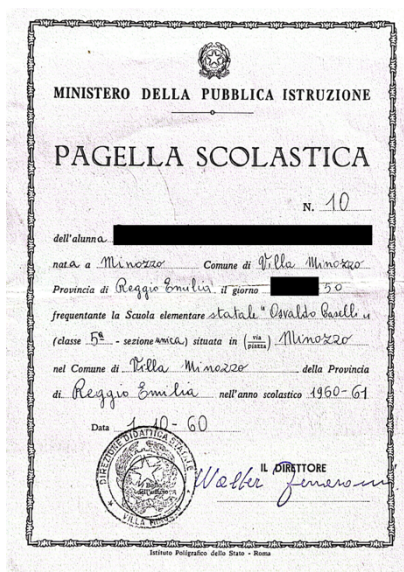 MINISTERO DELLA PUBBLICA ISTRUZIONE
PAGELLA SCOLASTICA
N. 10
dell'alunna
nata a Minozzo Comune di Villa Minozzo
Provincia di Reggio Emilia il giorno 50
frequentante la Scuola elementare statale "Osvaldo Caselli"
(classe 5ª - sezione unica) situata in (via piazza) Minozzo
nel Comune di Villa Minozzo della Provincia
di Reggio Emilia nell'anno scolastico 1960-61
Data 1-10-60
DIREZIONE DIDATTICA STATALE
VILLA MINOZZO
IL DIRETTORE
Walter
Istituto Poligrafico dello Stato - Roma